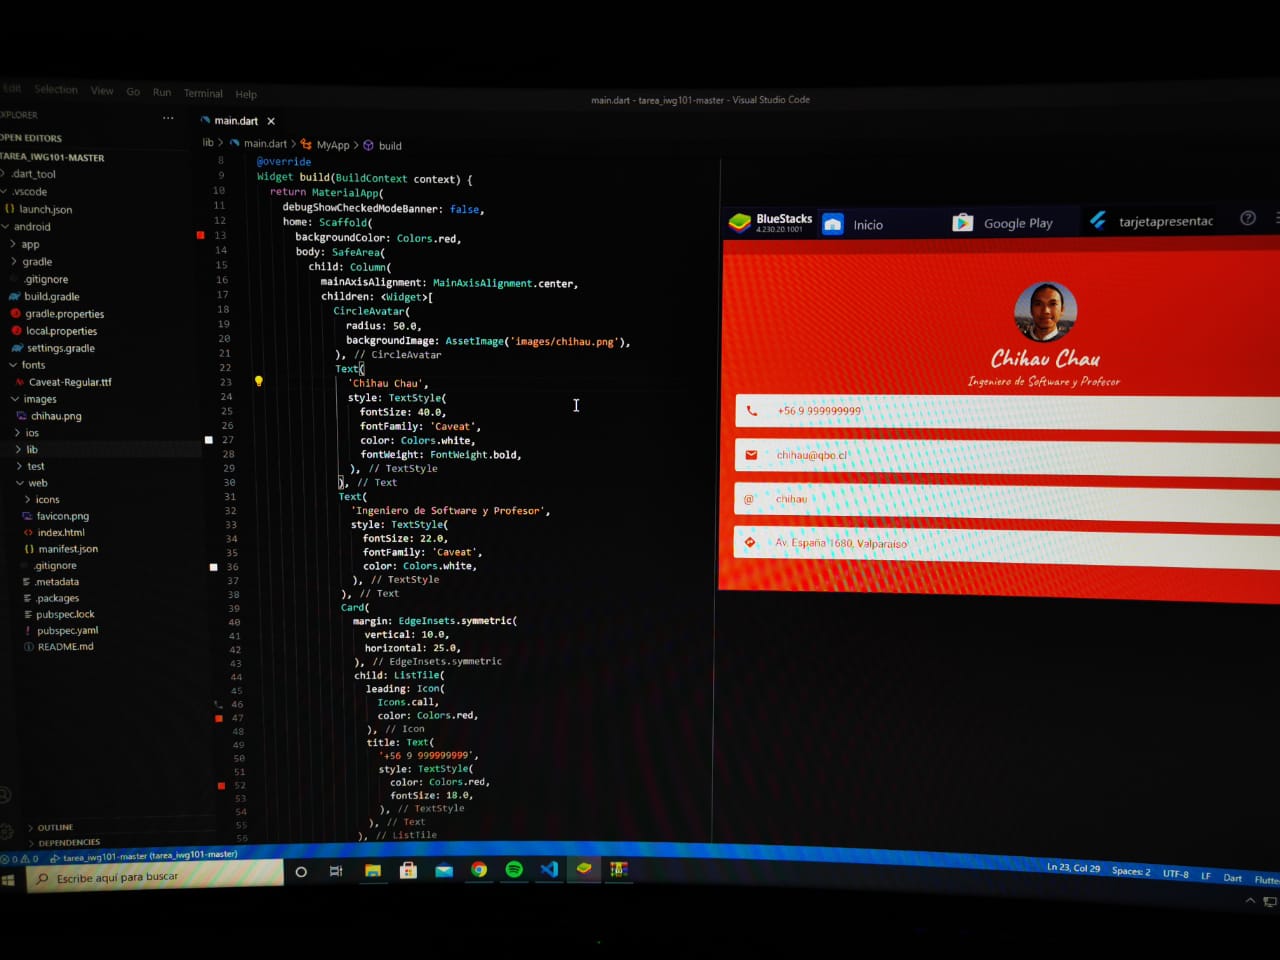 Edit Selection View Go Run Terminal Help
main.dart - tarea_iwg101-master - Visual Studio Code
EXPLORER ...
OPEN EDITORS
TAREA_IWG101-MASTER
.dart_tool
.vscode
launch.json
android
app
gradle
.gitignore
build.gradle
gradle.properties
local.properties
settings.gradle
fonts
Caveat-Regular.ttf
images
chihau.png
ios
lib
test
web
icons
favicon.png
index.html
manifest.json
.gitignore
.metadata
.packages
pubspec.lock
pubspec.yaml
README.md
OUTLINE
DEPENDENCIES
main.dart ×
lib > main.dart > MyApp > build
8 @override
9 Widget build(BuildContext context) {
10 return MaterialApp(
11 debugShowCheckedModeBanner: false,
12 home: Scaffold(
13 backgroundColor: Colors.red,
14 body: SafeArea(
15 child: Column(
16 mainAxisAlignment: MainAxisAlignment.center,
17 children: <Widget>[
18 CircleAvatar(
19 radius: 50.0,
20 backgroundImage: AssetImage('images/chihau.png'),
21 ), // CircleAvatar
22 Text(
23 'Chihau Chau',
24 style: TextStyle(
25 fontSize: 40.0,
26 fontFamily: 'Caveat',
27 color: Colors.white,
28 fontWeight: FontWeight.bold,
29 ), // TextStyle
30 ), // Text
31 Text(
32 'Ingeniero de Software y Profesor',
33 style: TextStyle(
34 fontSize: 22.0,
35 fontFamily: 'Caveat',
36 color: Colors.white,
37 ), // TextStyle
38 ), // Text
39 Card(
40 margin: EdgeInsets.symmetric(
41 vertical: 10.0,
42 horizontal: 25.0,
43 ), // EdgeInsets.symmetric
44 child: ListTile(
45 leading: Icon(
46 Icons.call,
47 color: Colors.red,
48 ), // Icon
49 title: Text(
50 '+56 9 999999999',
51 style: TextStyle(
52 color: Colors.red,
53 fontSize: 18.0,
54 ), // TextStyle
55 ), // Text
56 ), // ListTile
BlueStacks
4.230.20.1001
Inicio
Google Play
tarjetapresentac
Chihau Chau
Ingeniero de Software y Profesor
+56 9 999999999
chihau@qbo.cl
@ chihau
Av. España 1680, Valparaíso
0 0 tarea_iwg101-master (tarea_iwg101-master)
Ln 23, Col 29 Spaces: 2 UTF-8 LF Dart Flutte
Escribe aquí para buscar